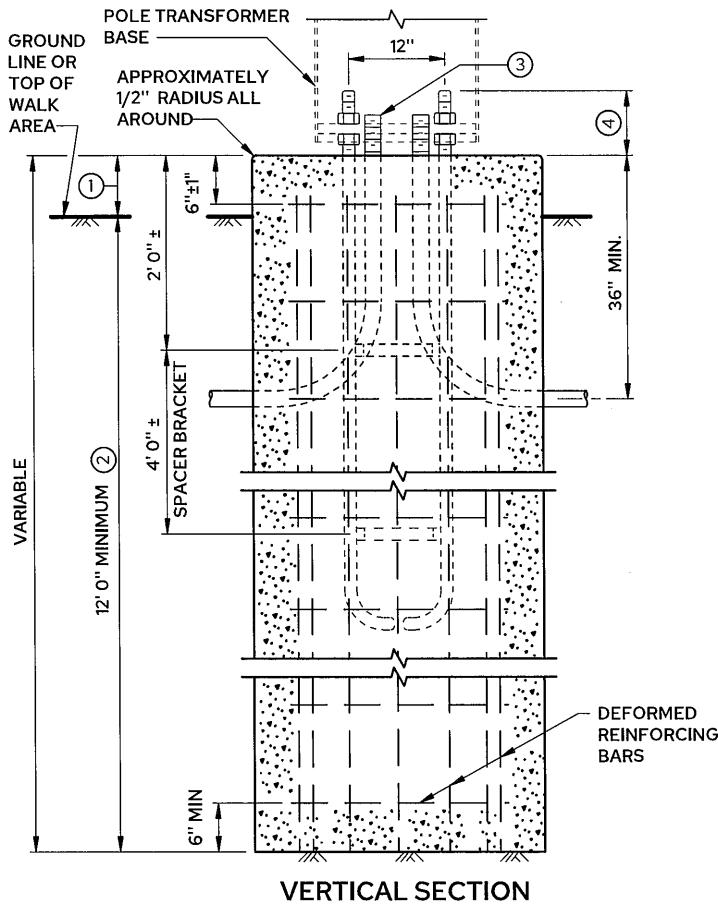 POLE TRANSFORMER
BASE
GROUND
LINE OR
TOP OF
WALK
AREA
APPROXIMATELY
1/2" RADIUS ALL
AROUND
12"
3
4
1
6"±1"
2' 0" ±
36" MIN.
4' 0" ±
SPACER BRACKET
VARIABLE
12' 0" MINIMUM 2
DEFORMED
REINFORCING
BARS
6" MIN
VERTICAL SECTION